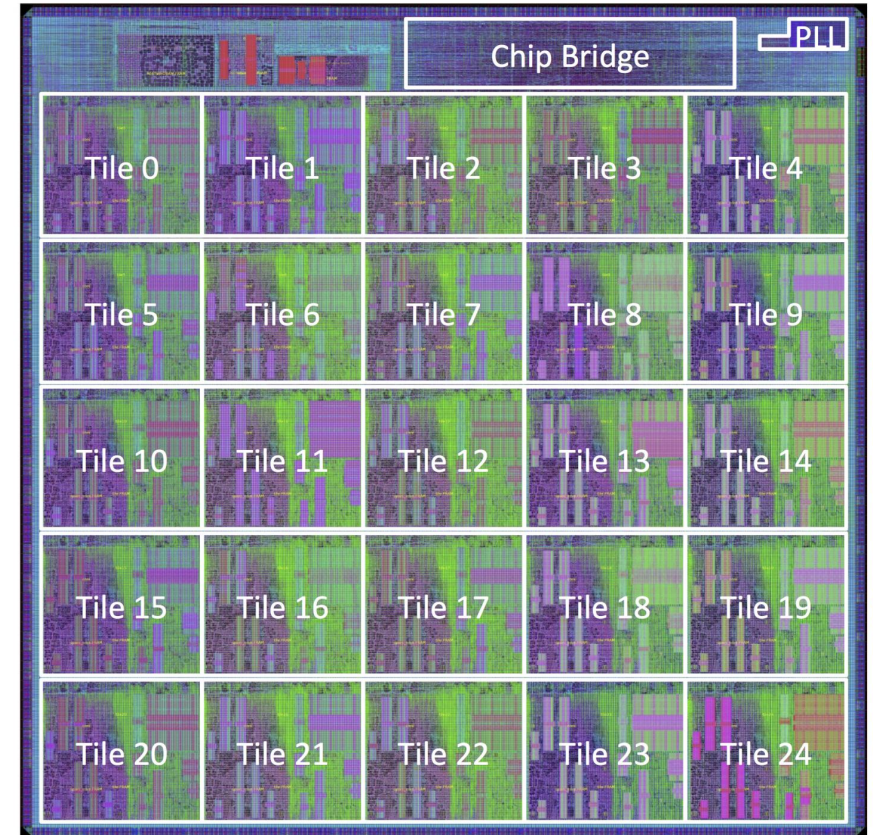 Chip Bridge
PLL
Tile 0
Tile 1
Tile 2
Tile 3
Tile 4
Tile 5
Tile 6
Tile 7
Tile 8
Tile 9
Tile 10
Tile 11
Tile 12
Tile 13
Tile 14
Tile 15
Tile 16
Tile 17
Tile 18
Tile 19
Tile 20
Tile 21
Tile 22
Tile 23
Tile 24